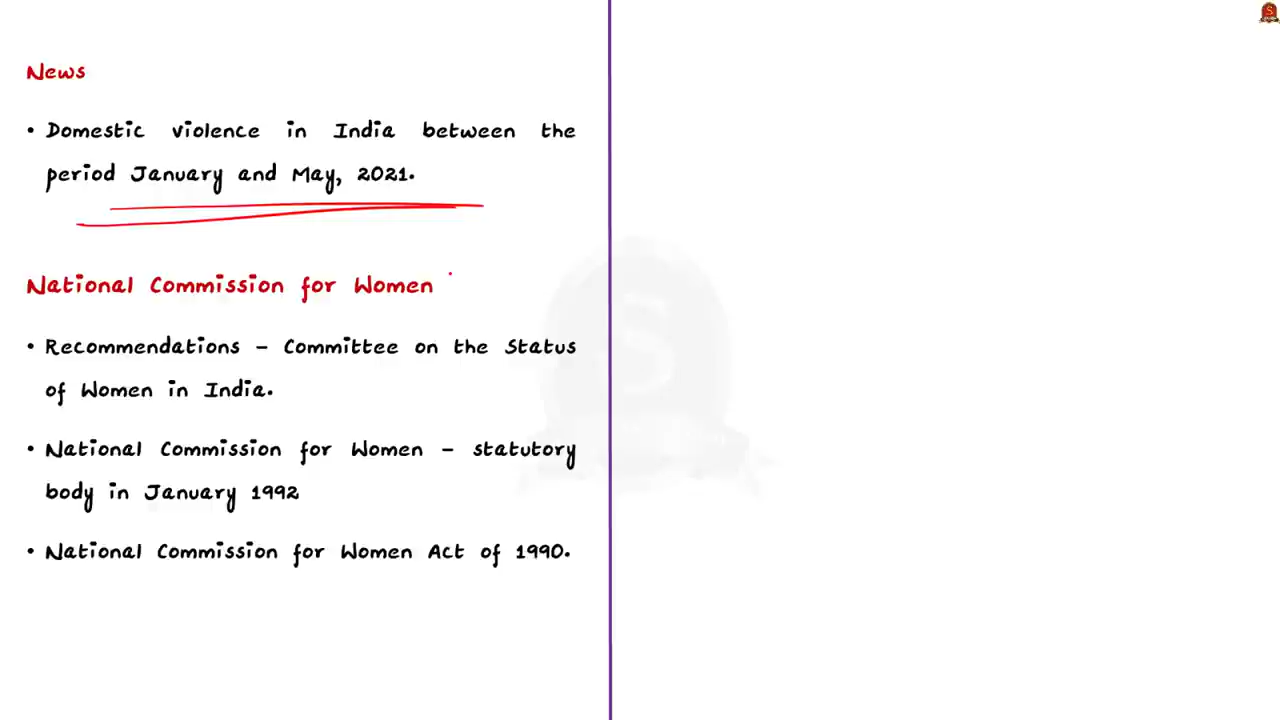 News
• Domestic violence in India between the
period January and May, 2021.
National Commission for Women
• Recommendations – Committee on the Status
of Women in India.
• National Commission for Women – statutory
body in January 1992
• National Commission for Women Act of 1990.
S